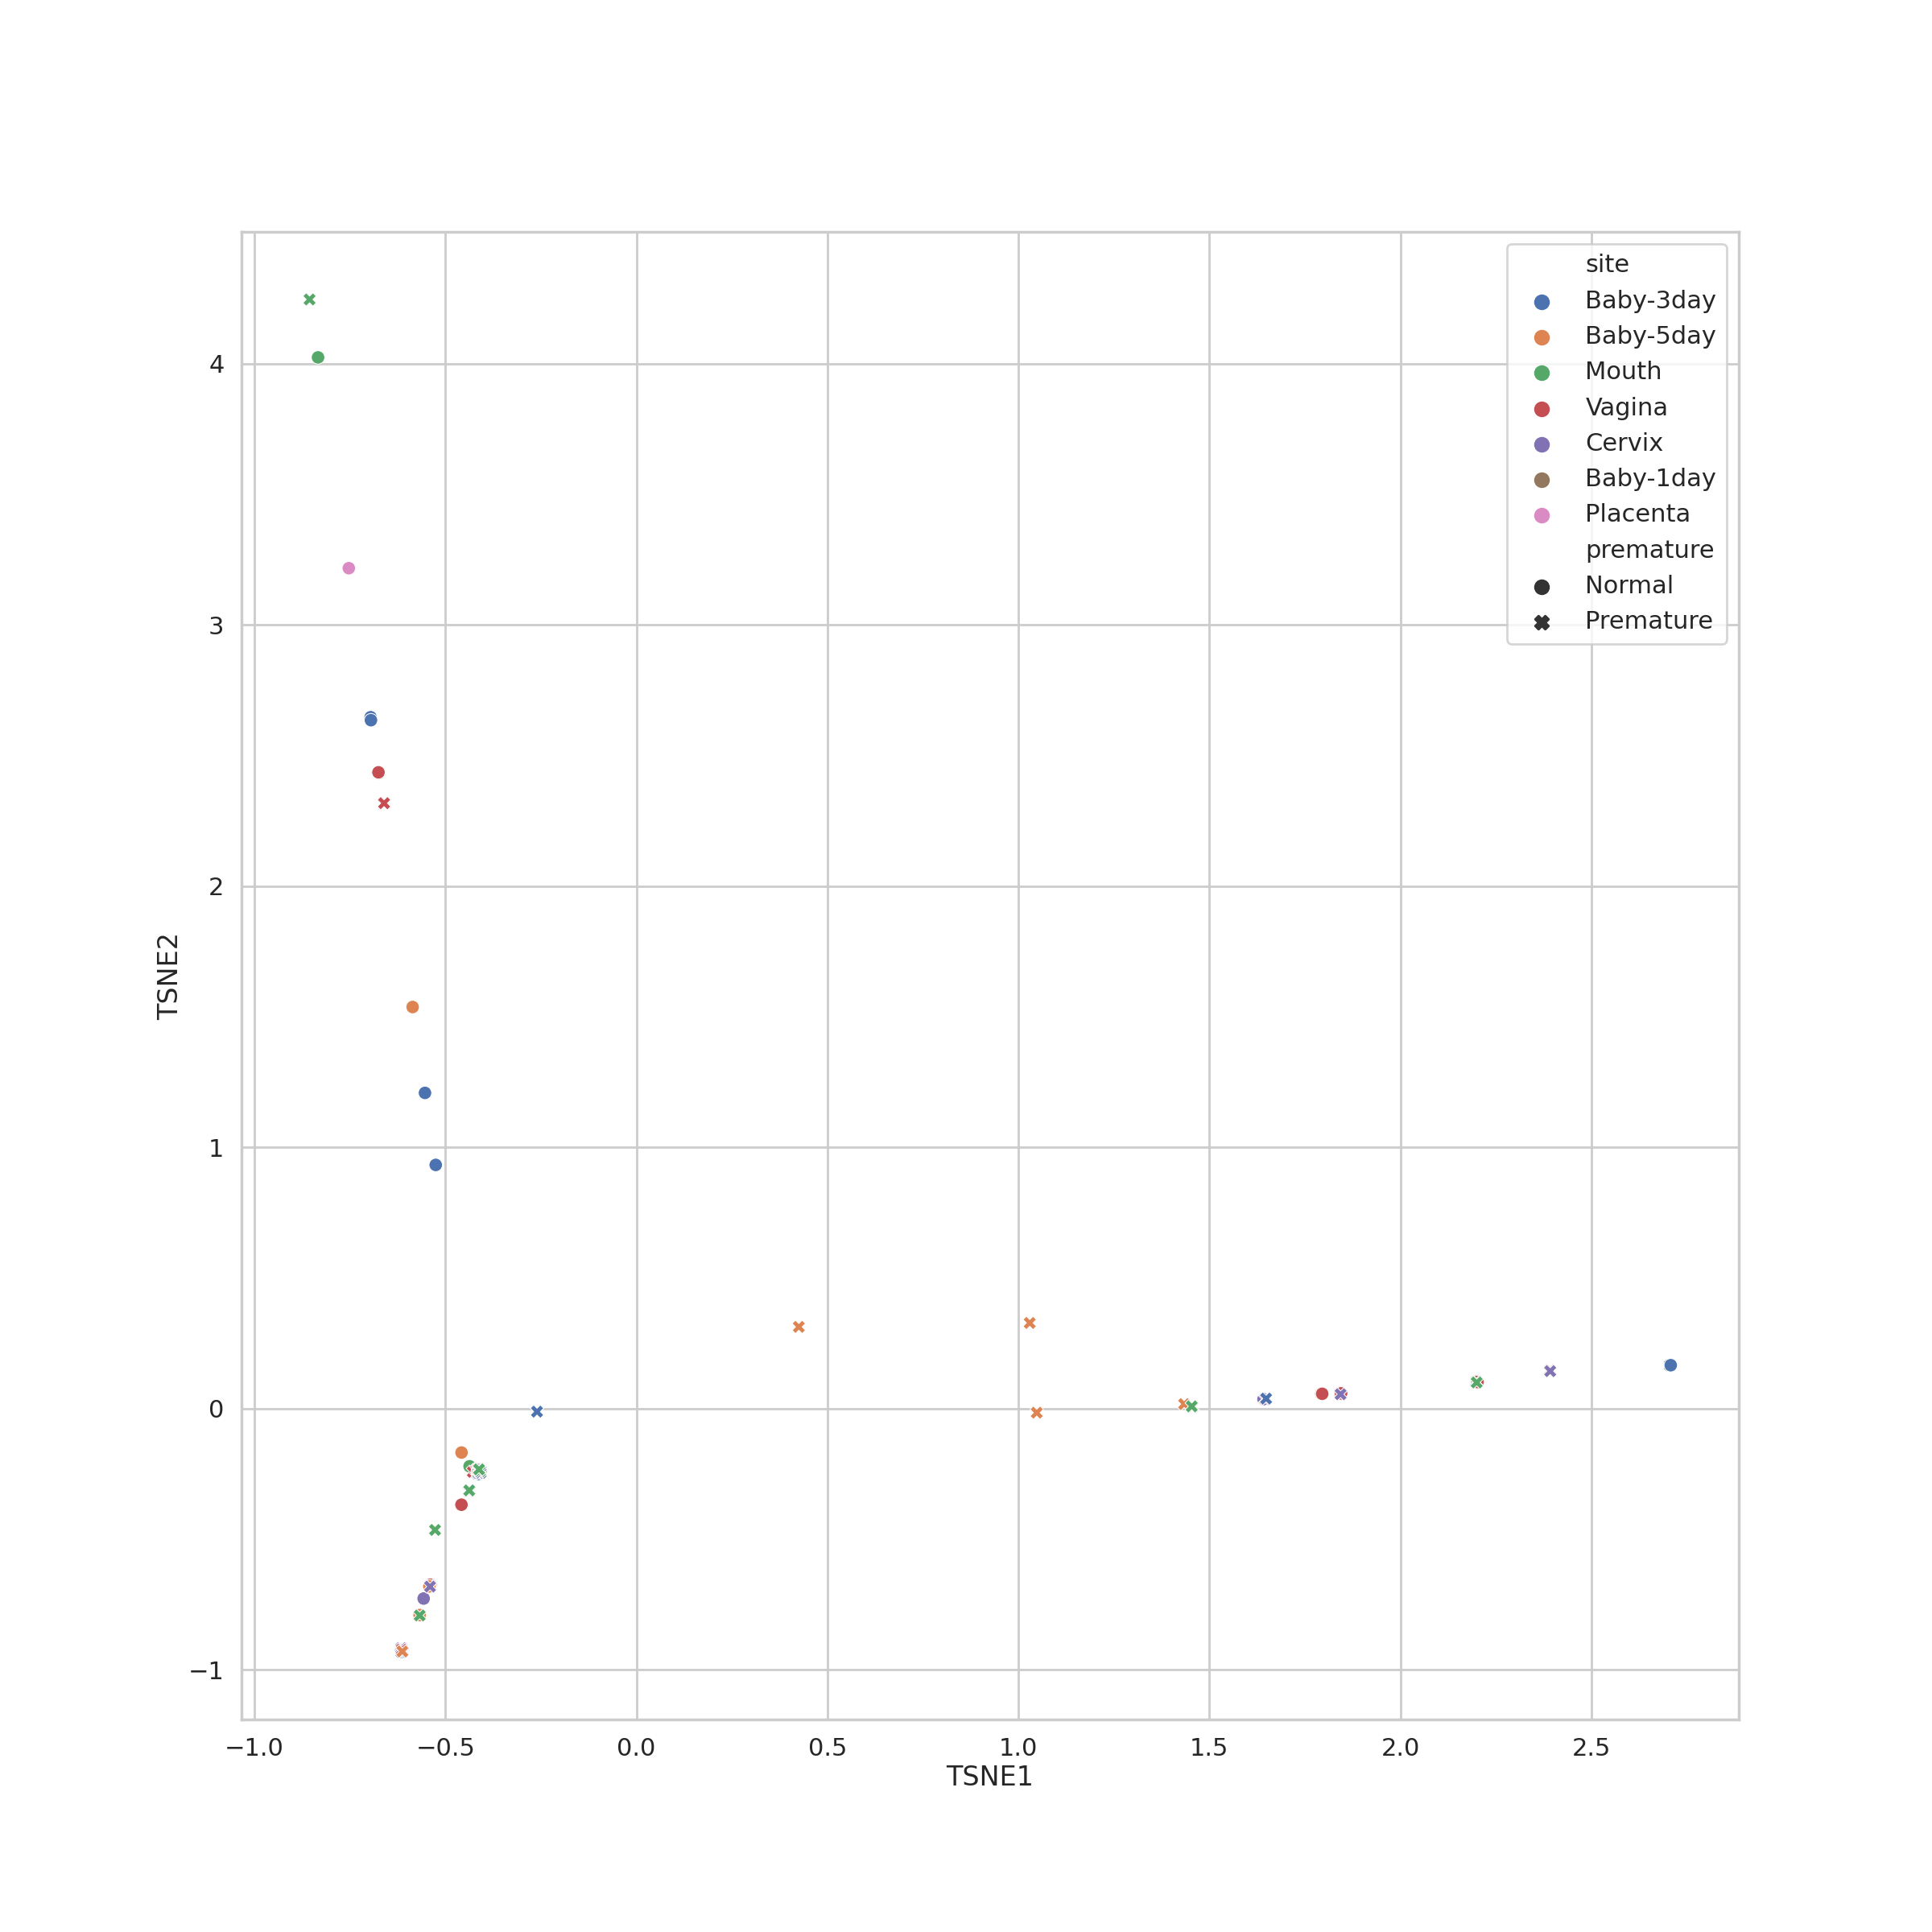 site
Baby-3day
Baby-5day
Mouth
Vagina
Cervix
Baby-1day
Placenta
premature
Normal
Premature
4
3
2
1
0
−1
TSNE2
−1.0 −0.5 0.0 0.5 1.0 1.5 2.0 2.5
TSNE1